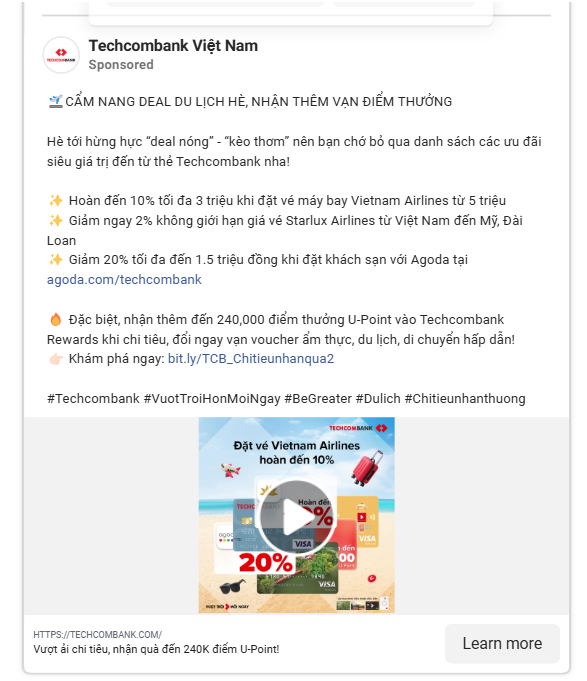 Techcombank Việt Nam
Sponsored
CẨM NANG DEAL DU LỊCH HÈ, NHẬN THÊM VẠN ĐIỂM THƯỞNG
Hè tới hừng hực “deal nóng” - “kèo thơm” nên bạn chớ bỏ qua danh sách các ưu đãi
siêu giá trị đến từ thẻ Techcombank nha!
✨ Hoàn đến 10% tối đa 3 triệu khi đặt vé máy bay Vietnam Airlines từ 5 triệu
✨ Giảm ngay 2% không giới hạn giá vé Starlux Airlines từ Việt Nam đến Mỹ, Đài
Loan
✨ Giảm 20% tối đa đến 1.5 triệu đồng khi đặt khách sạn với Agoda tại
agoda.com/techcombank
🔥 Đặc biệt, nhận thêm đến 240,000 điểm thưởng U-Point vào Techcombank
Rewards khi chi tiêu, đổi ngay vạn voucher ẩm thực, du lịch, di chuyển hấp dẫn!
👉🏻 Khám phá ngay: bit.ly/TCB_Chitieunhanqua2
#Techcombank #VuotTroiHonMoiNgay #BeGreater #Dulich #Chitieunhanthuong
TECHCOMBANK
Đặt vé Vietnam Airlines
hoàn đến 10%
Hoàn đến
agoda
VISA
20%
VISA
VISA
VƯỢT TRỘI HƠN MỖI NGÀY
HTTPS://TECHCOMBANK.COM/
Vượt ải chi tiêu, nhận quà đến 240K điểm U-Point!
Learn more